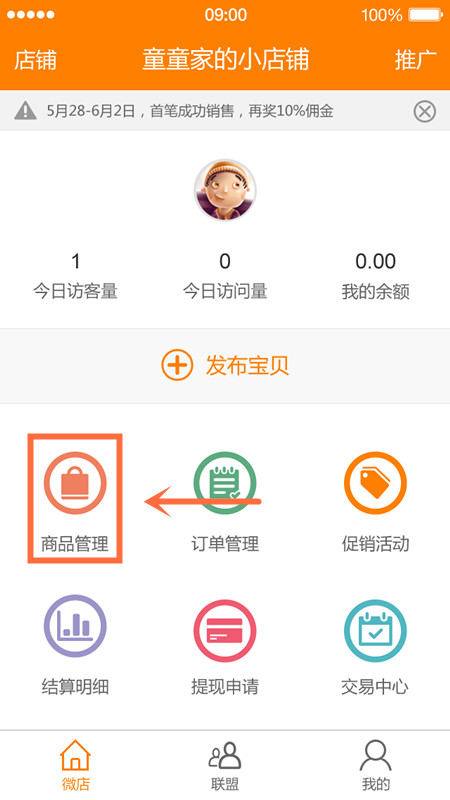 09:00 100%
店铺 童童家的小店铺 推广
5月28-6月2日，首笔成功销售，再奖10%佣金
1 0 0.00
今日访客量 今日访问量 我的余额
发布宝贝
商品管理 订单管理 促销活动
结算明细 提现申请 交易中心
微店 联盟 我的